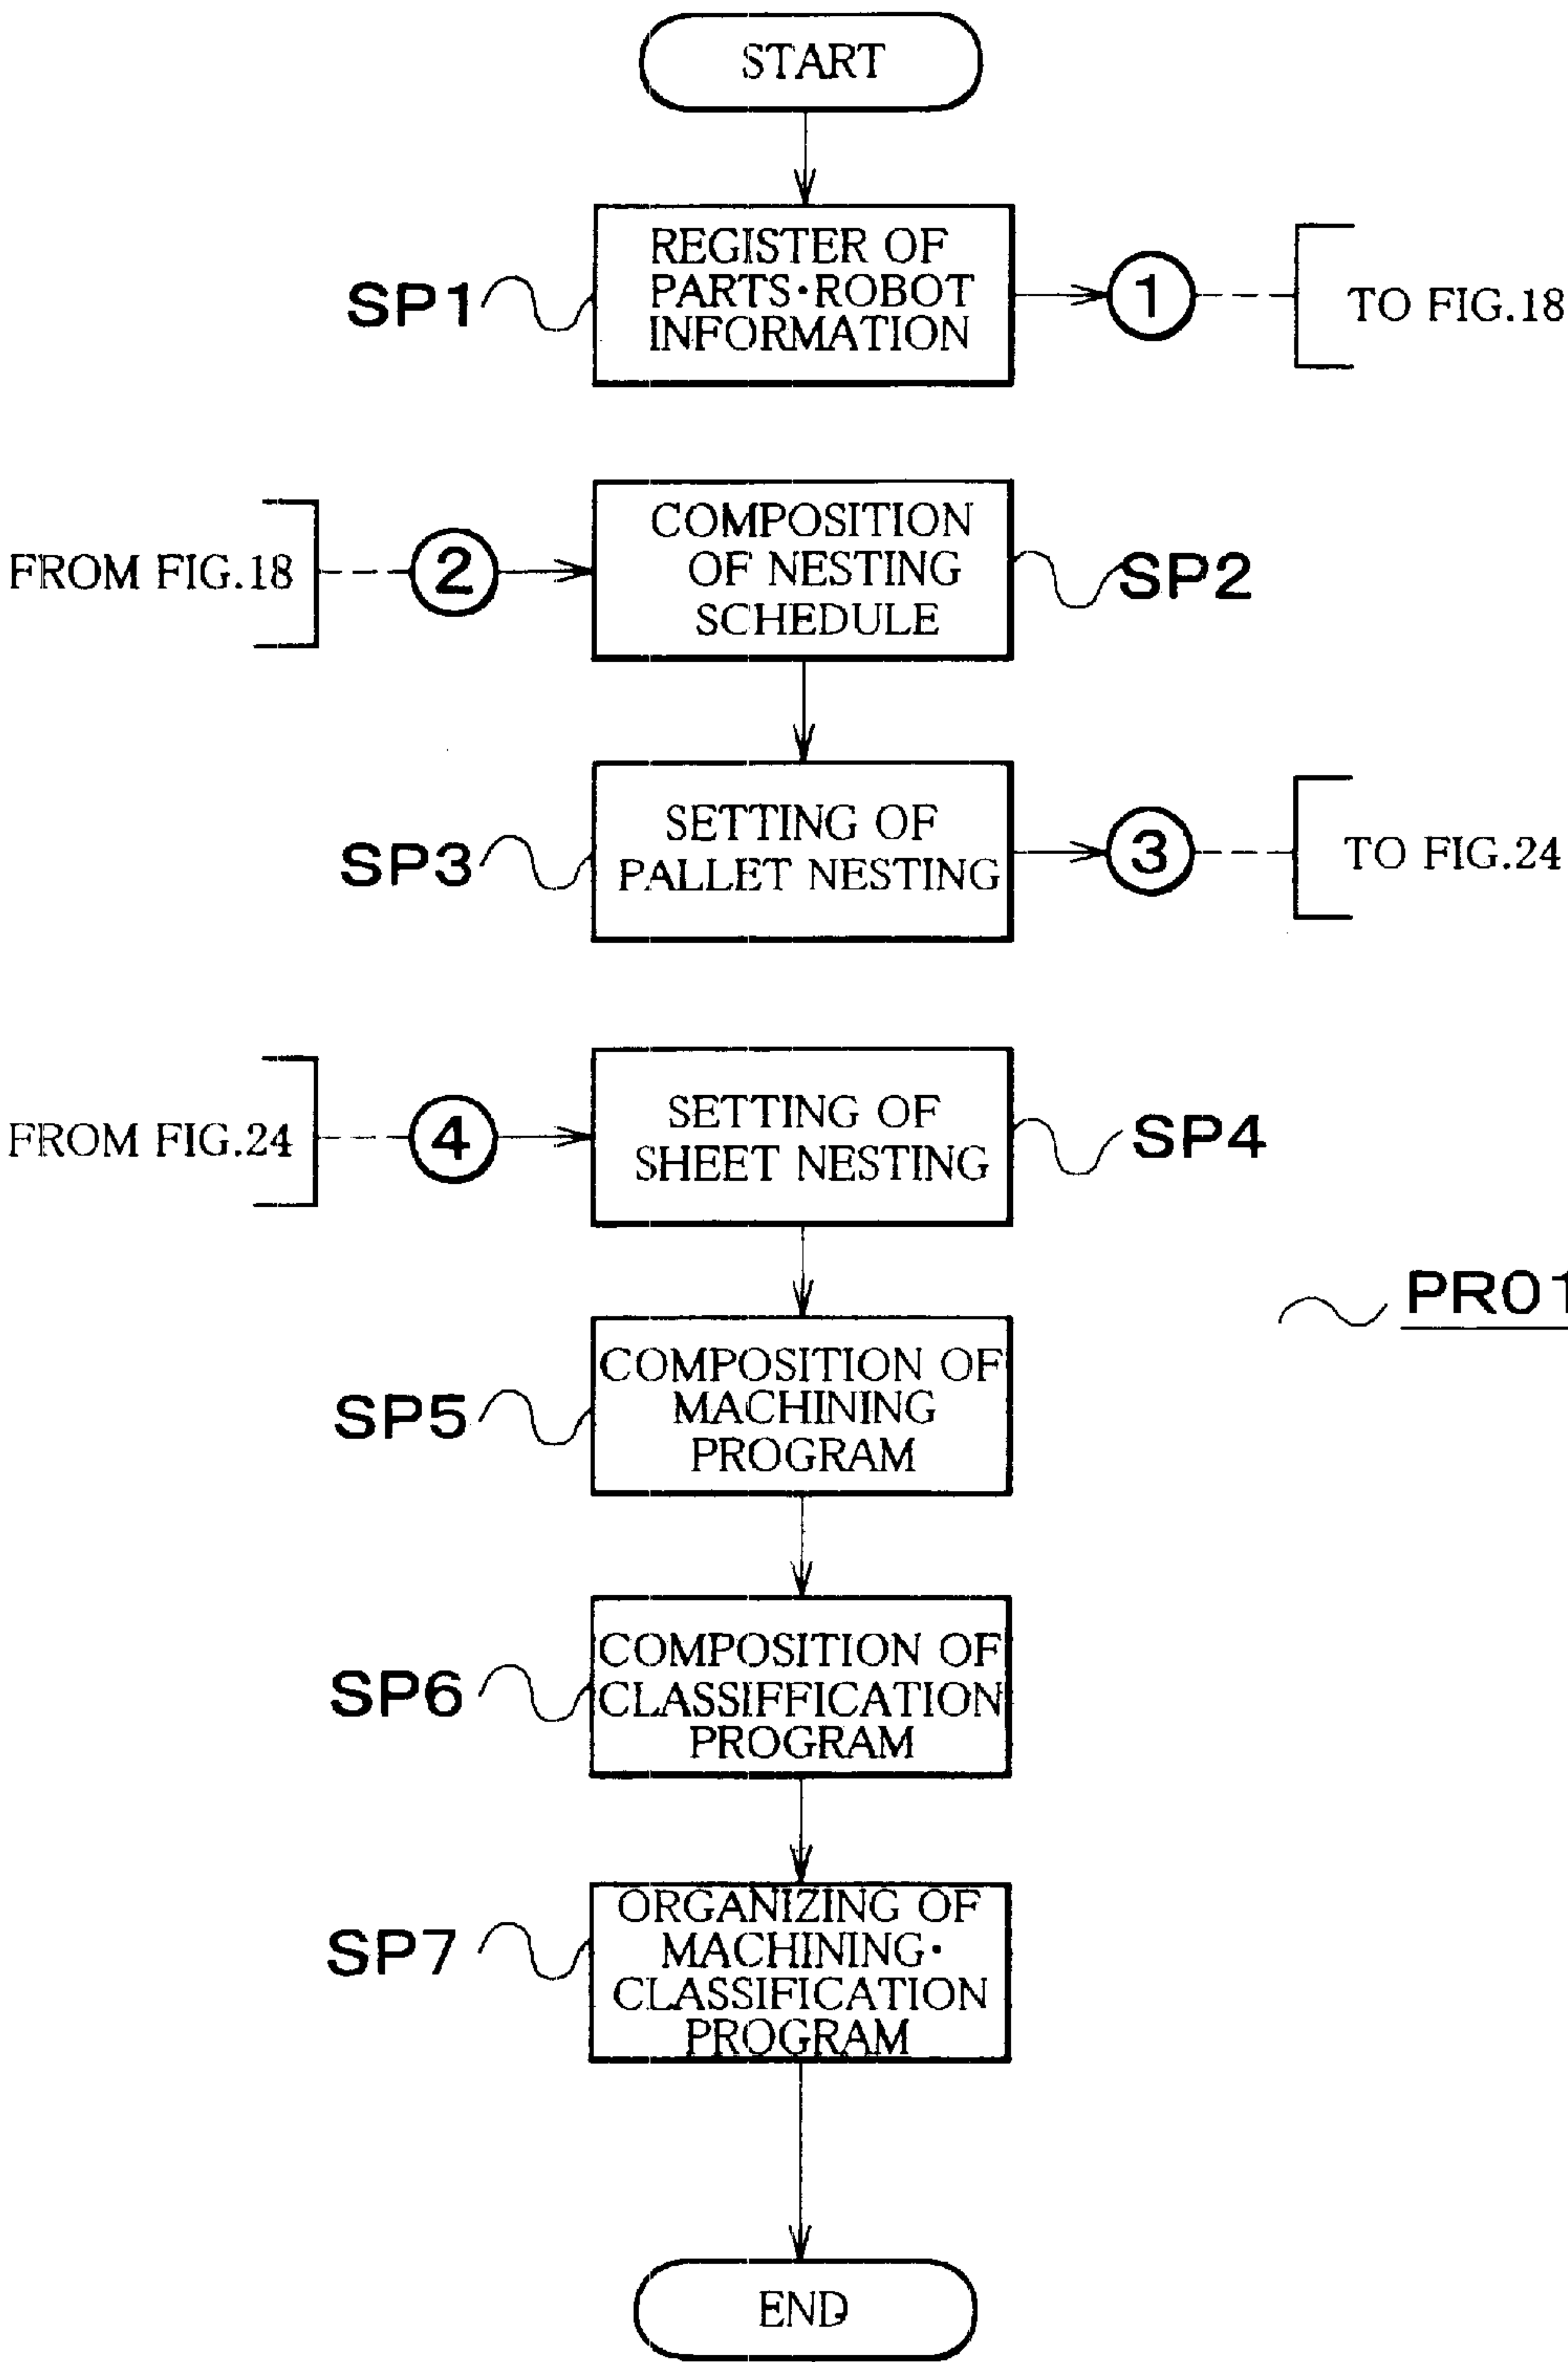 START
REGISTER OF
PARTS·ROBOT
INFORMATION
SP1
1
TO FIG.18
FROM FIG.18
2
COMPOSITION
OF NESTING
SCHEDULE
SP2
SP3
SETTING OF
PALLET NESTING
3
TO FIG.24
FROM FIG.24
4
SETTING OF
SHEET NESTING
SP4
PRO1
SP5
COMPOSITION OF
MACHINING
PROGRAM
SP6
COMPOSITION OF
CLASSIFFICATION
PROGRAM
SP7
ORGANIZING OF
MACHINING·
CLASSIFICATION
PROGRAM
END